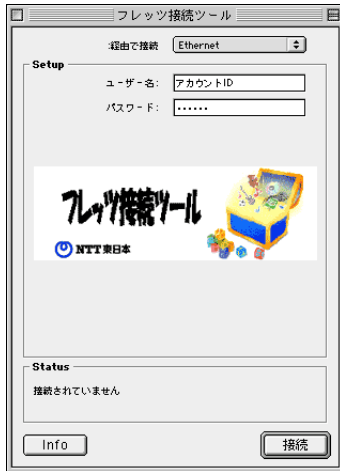 フレッツ接続ツール
:経由で接続 Ethernet
Setup
ユーザー名: アカウントID
パスワード: ••••••
フレッツ接続ツール
NTT東日本
Status
接続されていません
Info 接続